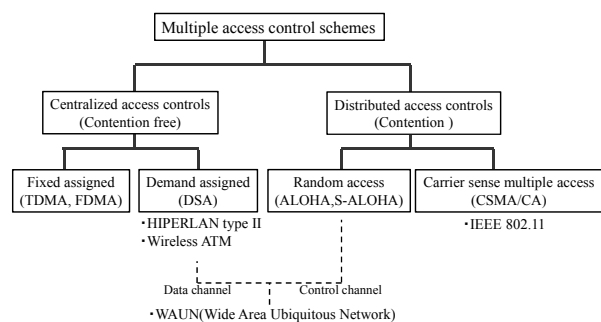 Multiple access control schemes
Centralized access controls
(Contention free)
Distributed access controls
(Contention )
Fixed assigned
(TDMA, FDMA)
Demand assigned
(DSA)
Random access
(ALOHA,S-ALOHA)
Carrier sense multiple access
(CSMA/CA)
・HIPERLAN type II
・Wireless ATM
・IEEE 802.11
Data channel
Control channel
・WAUN(Wide Area Ubiquitous Network)